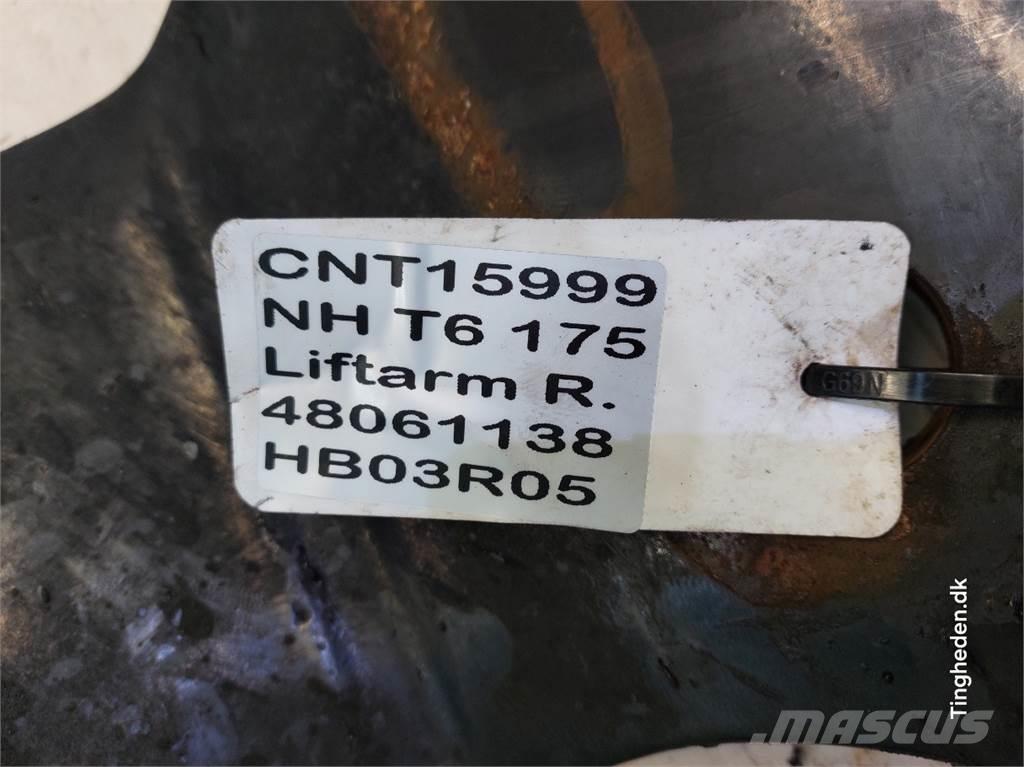 CNT15999
NH T6 175
Liftarm R.
48061138
HB03R05
G69N
Tingheden.dk
MASCUS